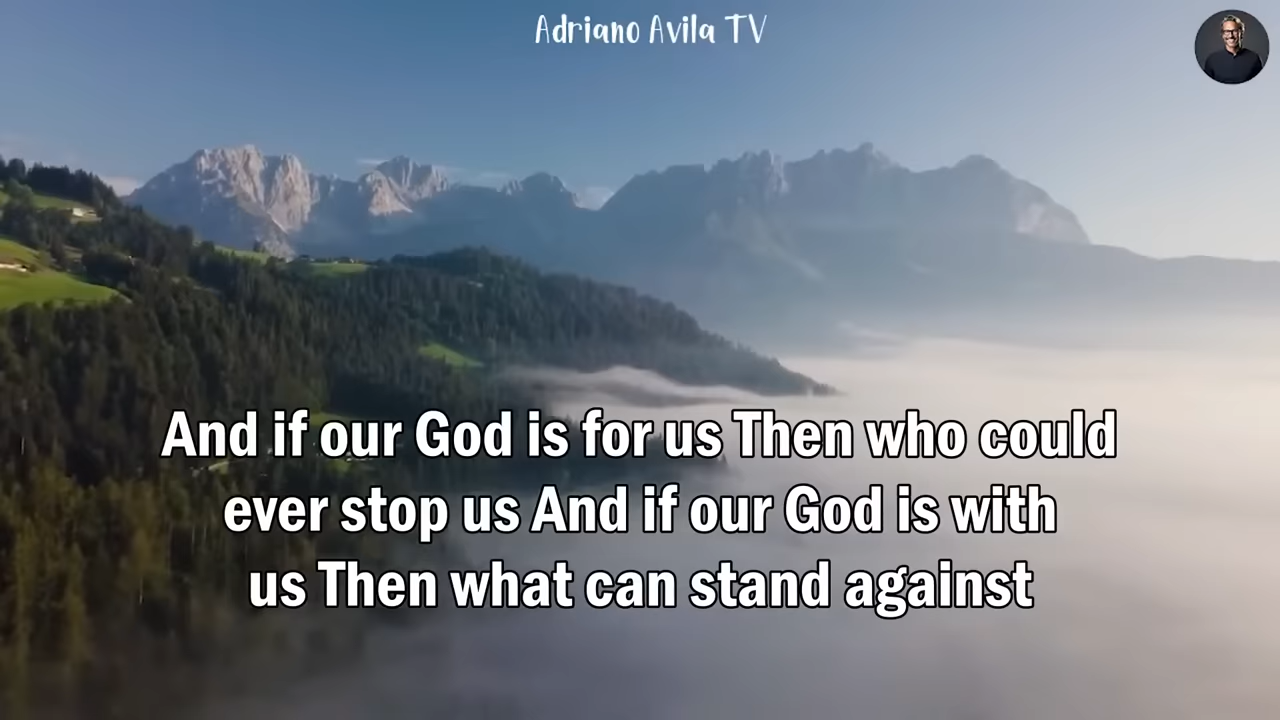 Adriano Avila TV
And if our God is for us Then who could
ever stop us And if our God is with
us Then what can stand against